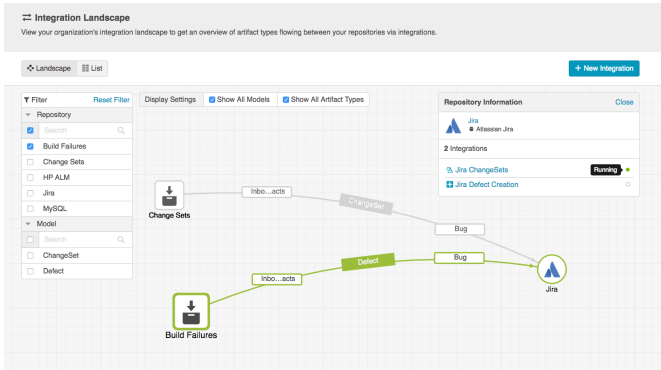 Integration Landscape
View your organization's integration landscape to get an overview of artifact types flowing between your repositories via integrations.
Landscape
List
+ New Integration
Filter
Reset Filter
Repository
Search
Build Failures
Change Sets
HP ALM
Jira
MySQL
Model
Search
ChangeSet
Defect
Display Settings
Show All Models
Show All Artifact Types
Repository Information
Close
Jira
Atlassian Jira
2 Integrations
Jira ChangeSets
Running
Jira Defect Creation
Inbo...acts
ChangeSet
Change Sets
Bug
Defect
Bug
Inbo...acts
Jira
Build Failures